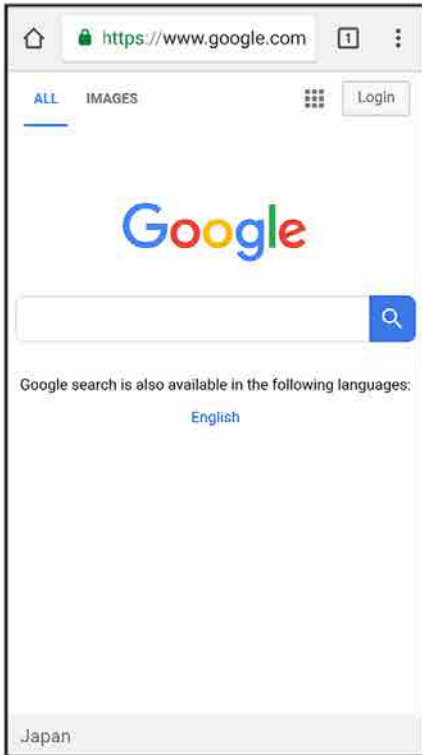 https://www.google.com 1
ALL IMAGES Login
Google
Google search is also available in the following languages:
English
Japan